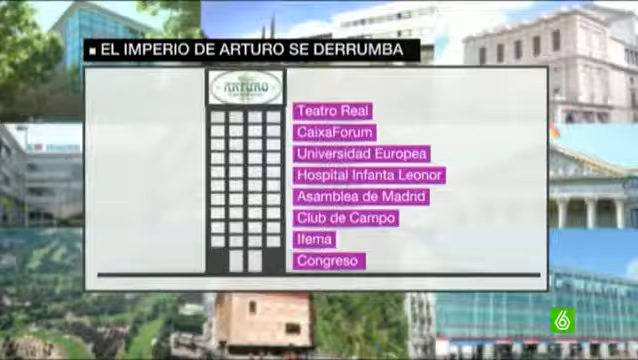 EL IMPERIO DE ARTURO SE DERRUMBA
ARTURO
Teatro Real
CaixaForum
Universidad Europea
Hospital Infanta Leonor
Asamblea de Madrid
Club de Campo
Ifema
Congreso
6